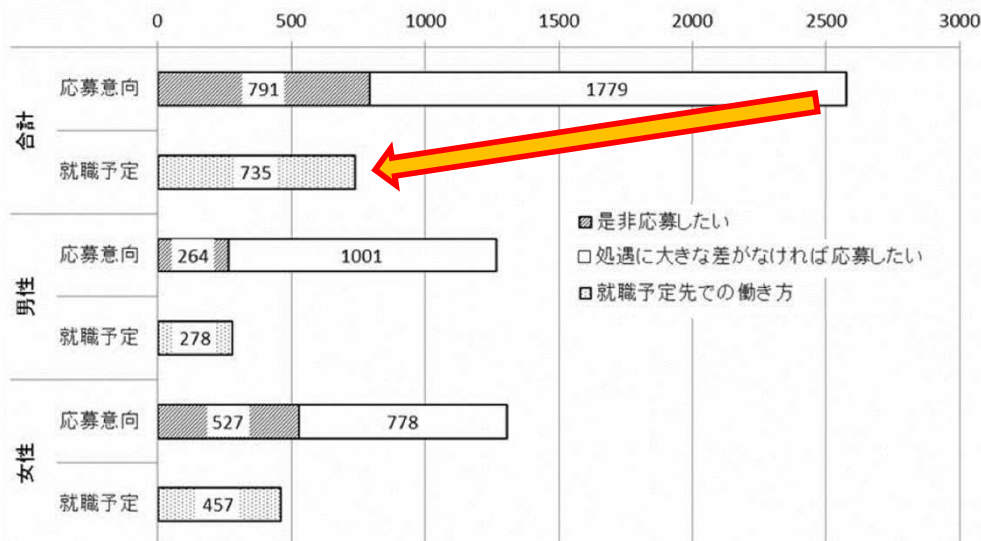 0 500 1000 1500 2000 2500 3000
合計
応募意向 791 1779
就職予定 735
男性
応募意向 264 1001
就職予定 278
女性
応募意向 527 778
就職予定 457
是非応募したい
処遇に大きな差がなければ応募したい
就職予定先での働き方